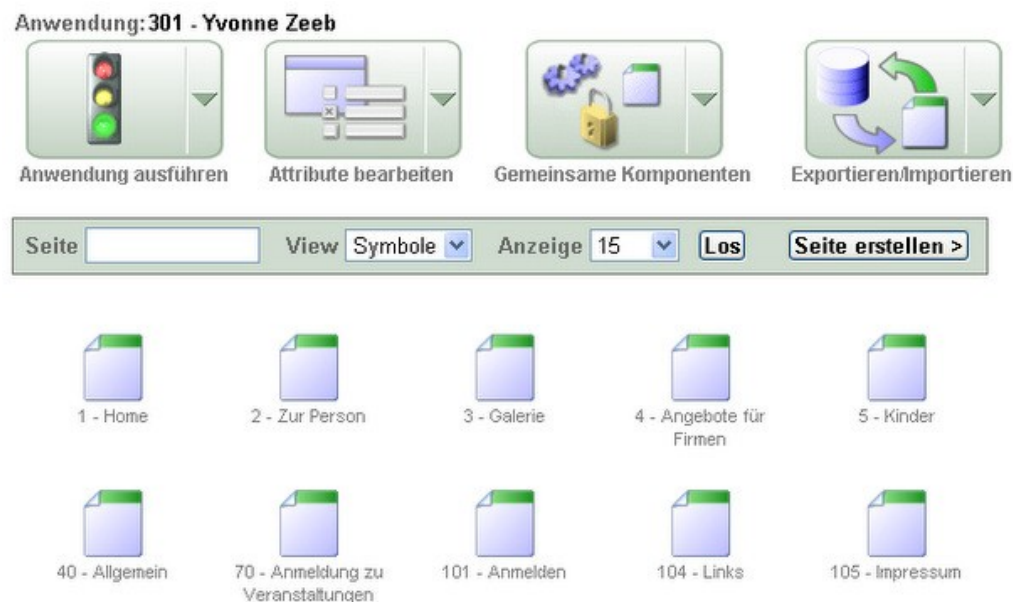 Anwendung: 301 - Yvonne Zeeb
Anwendung ausführen
Attribute bearbeiten
Gemeinsame Komponenten
Exportieren/Importieren
Seite View Symbole Anzeige 15 Los Seite erstellen >
1 - Home
2 - Zur Person
3 - Galerie
4 - Angebote für
Firmen
5 - Kinder
40 - Allgemein
70 - Anmeldung zu
Veranstaltungen
101 - Anmelden
104 - Links
105 - Impressum